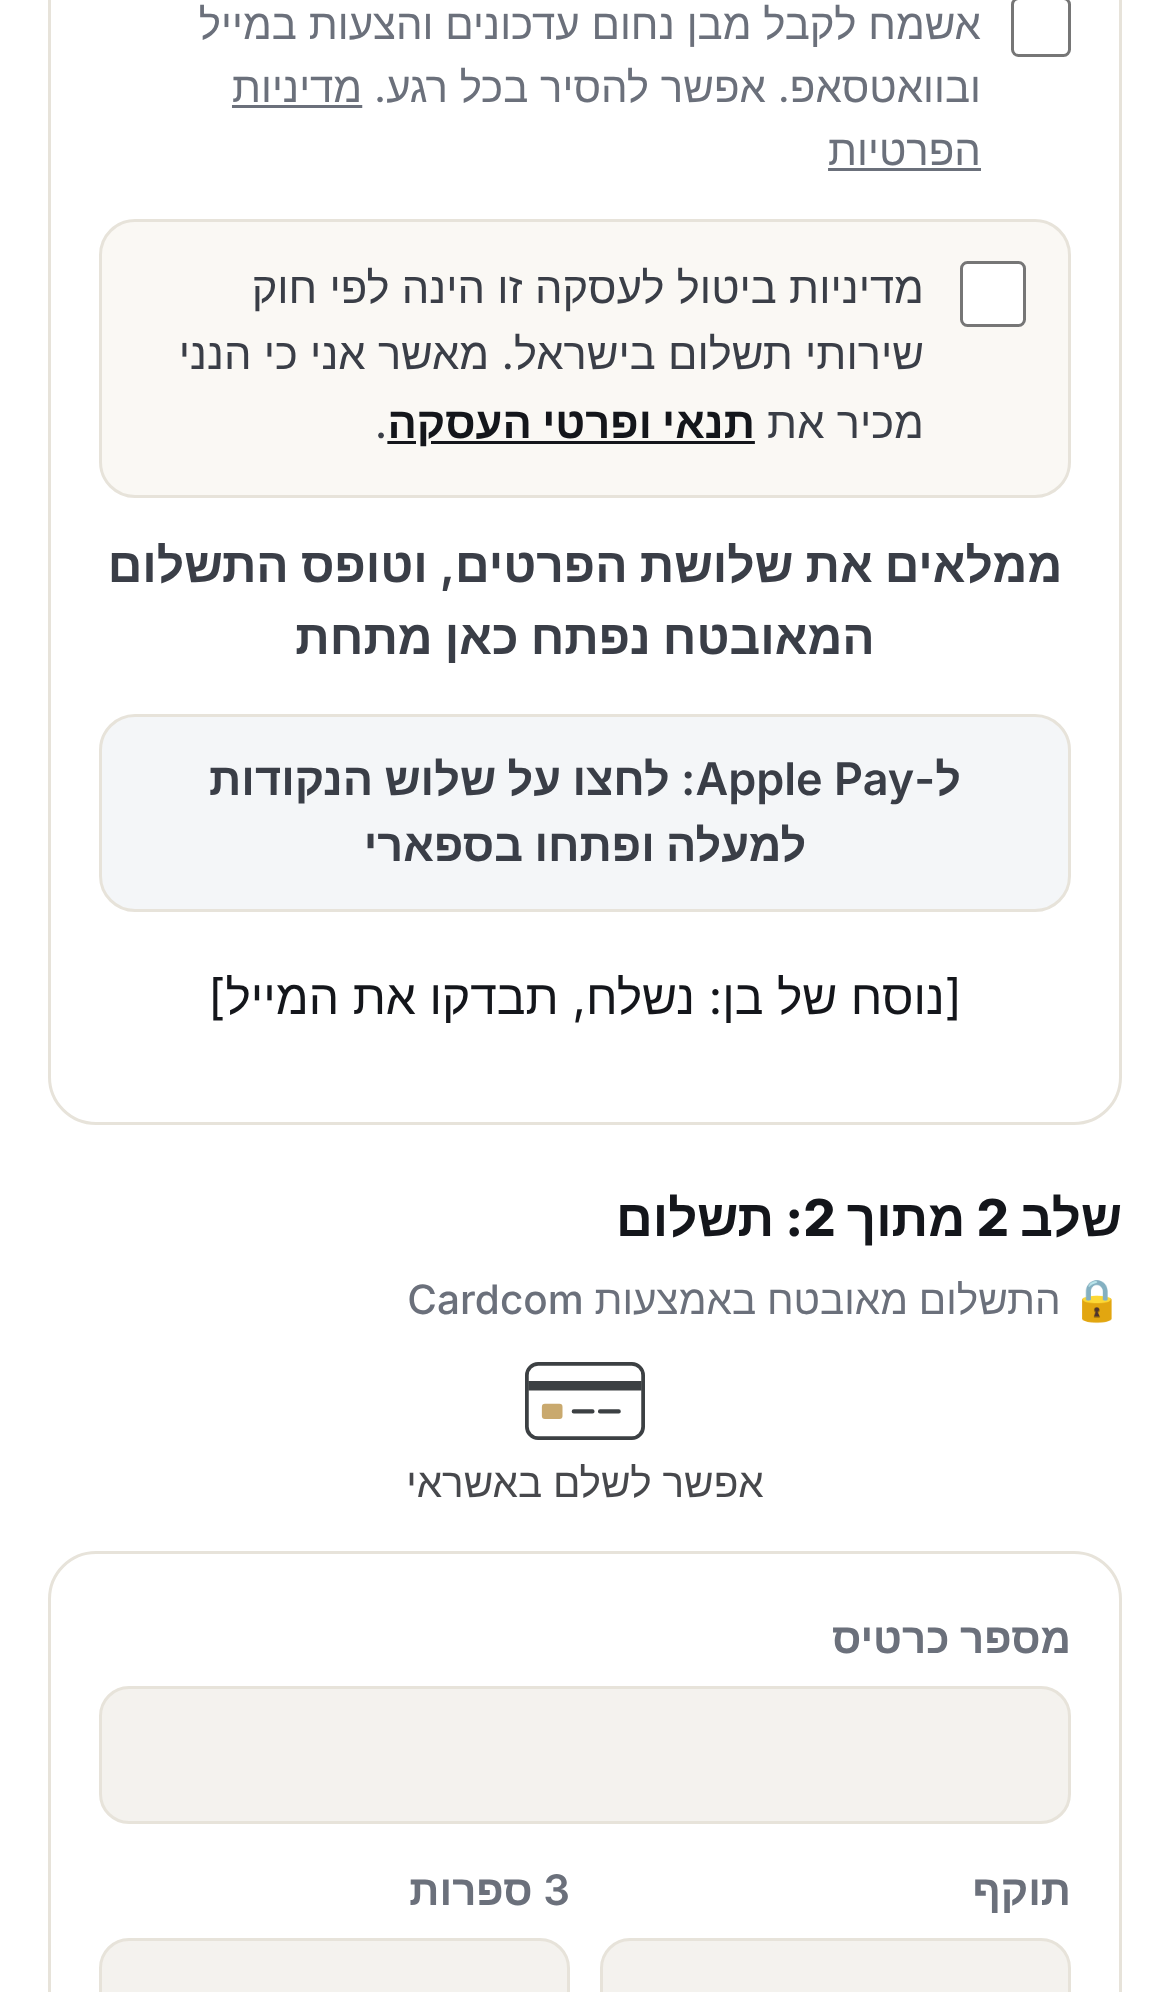 אשמח לקבל מבן נחום עדכונים והצעות במייל
ובוואטסאפ. אפשר להסיר בכל רגע. מדיניות
הפרטיות
מדיניות ביטול לעסקה זו הינה לפי חוק
שירותי תשלום בישראל. מאשר אני כי הנני
מכיר את תנאי ופרטי העסקה.
ממלאים את שלושת הפרטים, וטופס התשלום
המאובטח נפתח כאן מתחת
ל-Apple Pay: לחצו על שלוש הנקודות
למעלה ופתחו בספארי
[נוסח של בן: נשלח, תבדקו את המייל]
שלב 2 מתוך 2: תשלום
🔒 התשלום מאובטח באמצעות Cardcom
אפשר לשלם באשראי
מספר כרטיס
תוקף
3 ספרות